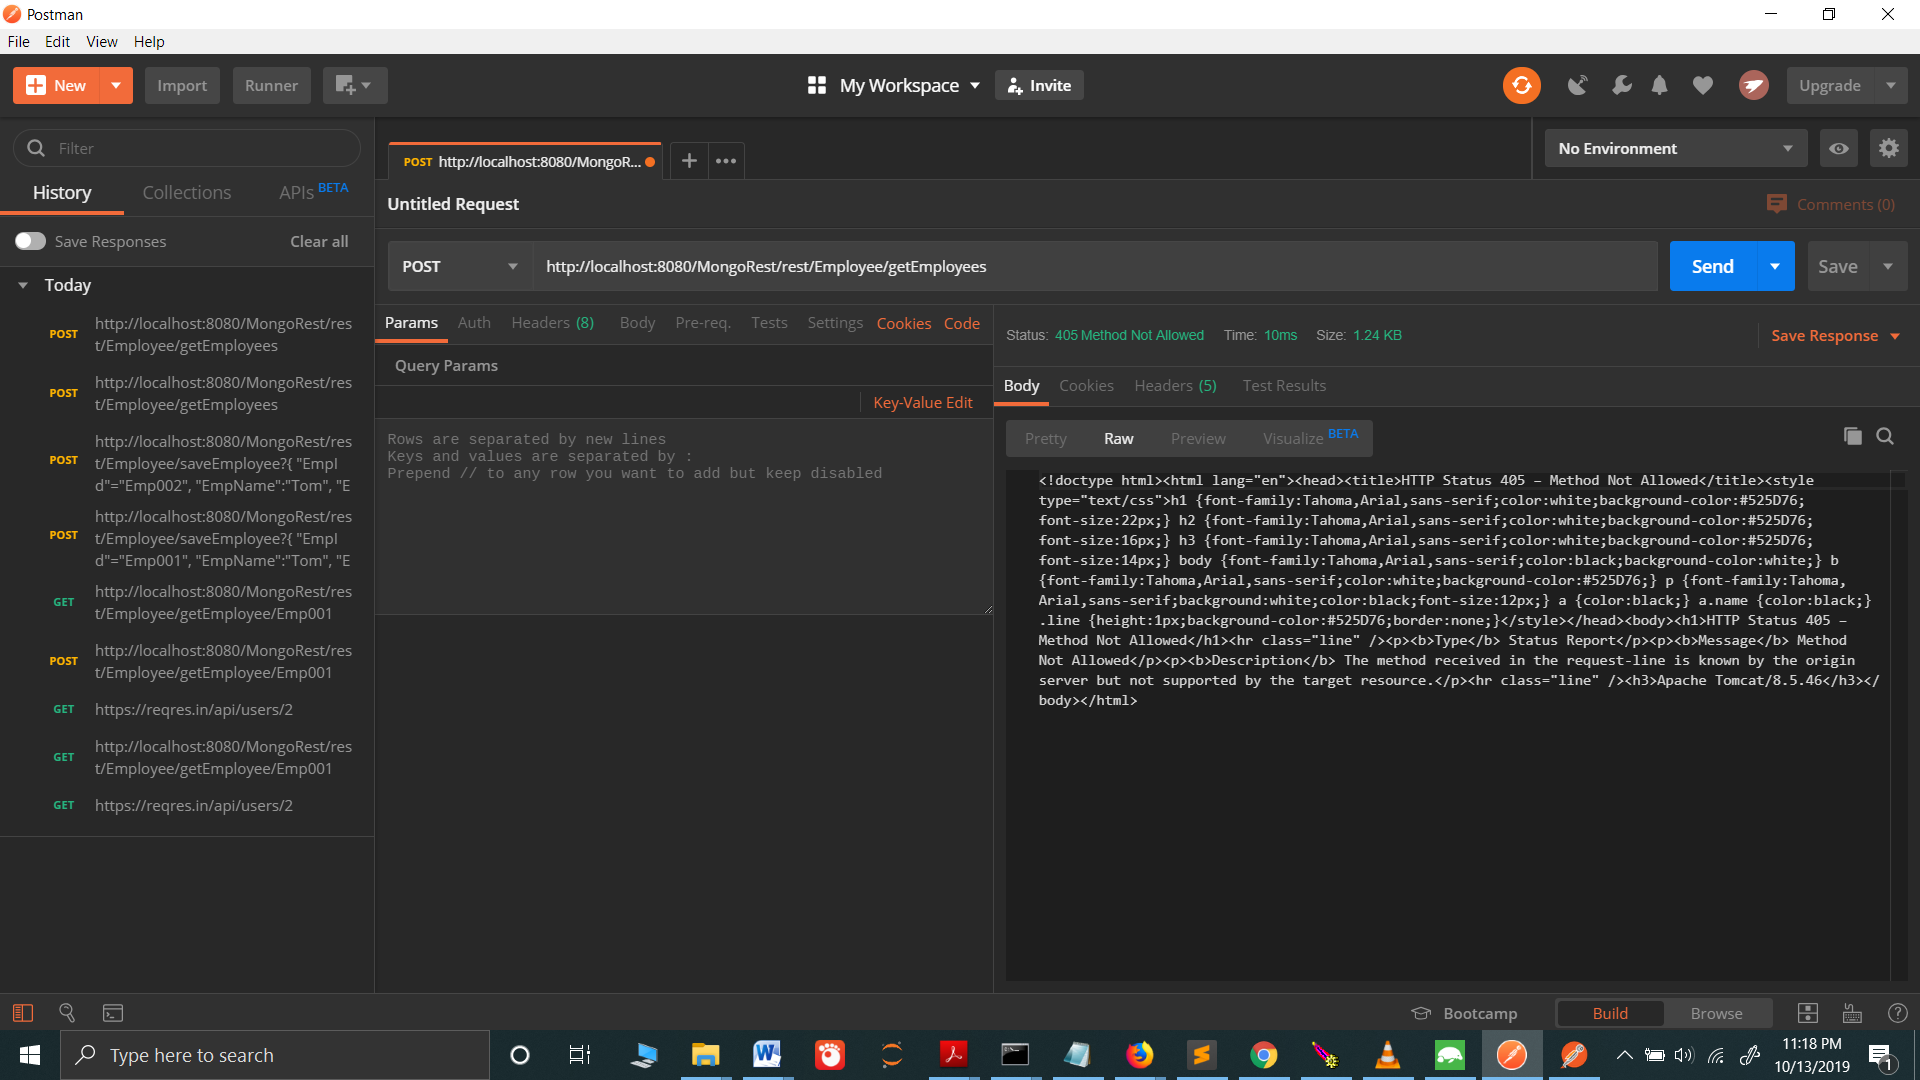 Postman
File Edit View Help
New Import Runner My Workspace Invite Upgrade
Filter
History Collections APIs BETA
Save Responses Clear all
Today
POST http://localhost:8080/MongoRest/res
t/Employee/getEmployees
POST http://localhost:8080/MongoRest/res
t/Employee/getEmployees
POST http://localhost:8080/MongoRest/res
t/Employee/saveEmployee?{ "EmpI
d"="Emp002", "EmpName":"Tom", "E
POST http://localhost:8080/MongoRest/res
t/Employee/saveEmployee?{ "EmpI
d"="Emp001", "EmpName":"Tom", "E
GET http://localhost:8080/MongoRest/res
t/Employee/getEmployee/Emp001
POST http://localhost:8080/MongoRest/res
t/Employee/getEmployee/Emp001
GET https://reqres.in/api/users/2
GET http://localhost:8080/MongoRest/res
t/Employee/getEmployee/Emp001
GET https://reqres.in/api/users/2
POST http://localhost:8080/MongoR...
No Environment
Untitled Request
Comments (0)
POST http://localhost:8080/MongoRest/rest/Employee/getEmployees Send Save
Params Auth Headers (8) Body Pre-req. Tests Settings Cookies Code
Query Params
Key-Value Edit
Rows are separated by new lines
Keys and values are separated by :
Prepend // to any row you want to add but keep disabled
Status: 405 Method Not Allowed Time: 10ms Size: 1.24 KB Save Response
Body Cookies Headers (5) Test Results
Pretty Raw Preview Visualize BETA
<!doctype html><html lang="en"><head><title>HTTP Status 405 – Method Not Allowed</title><style
type="text/css">h1 {font-family:Tahoma,Arial,sans-serif;color:white;background-color:#525D76;
font-size:22px;} h2 {font-family:Tahoma,Arial,sans-serif;color:white;background-color:#525D76;
font-size:16px;} h3 {font-family:Tahoma,Arial,sans-serif;color:white;background-color:#525D76;
font-size:14px;} body {font-family:Tahoma,Arial,sans-serif;color:black;background-color:white;} b
{font-family:Tahoma,Arial,sans-serif;color:white;background-color:#525D76;} p {font-family:Tahoma,
Arial,sans-serif;background:white;color:black;font-size:12px;} a {color:black;} a.name {color:black;}
.line {height:1px;background-color:#525D76;border:none;}</style></head><body><h1>HTTP Status 405 –
Method Not Allowed</h1><hr class="line" /><p><b>Type</b> Status Report</p><p><b>Message</b> Method
Not Allowed</p><p><b>Description</b> The method received in the request-line is known by the origin
server but not supported by the target resource.</p><hr class="line" /><h3>Apache Tomcat/8.5.46</h3></
body></html>
Bootcamp Build Browse
Type here to search
11:18 PM
10/13/2019
1